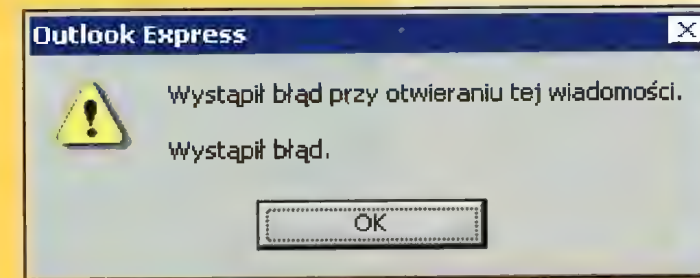 Outlook Express
Wystąpił błąd przy otwieraniu tej wiadomości.
Wystąpił błąd.
OK